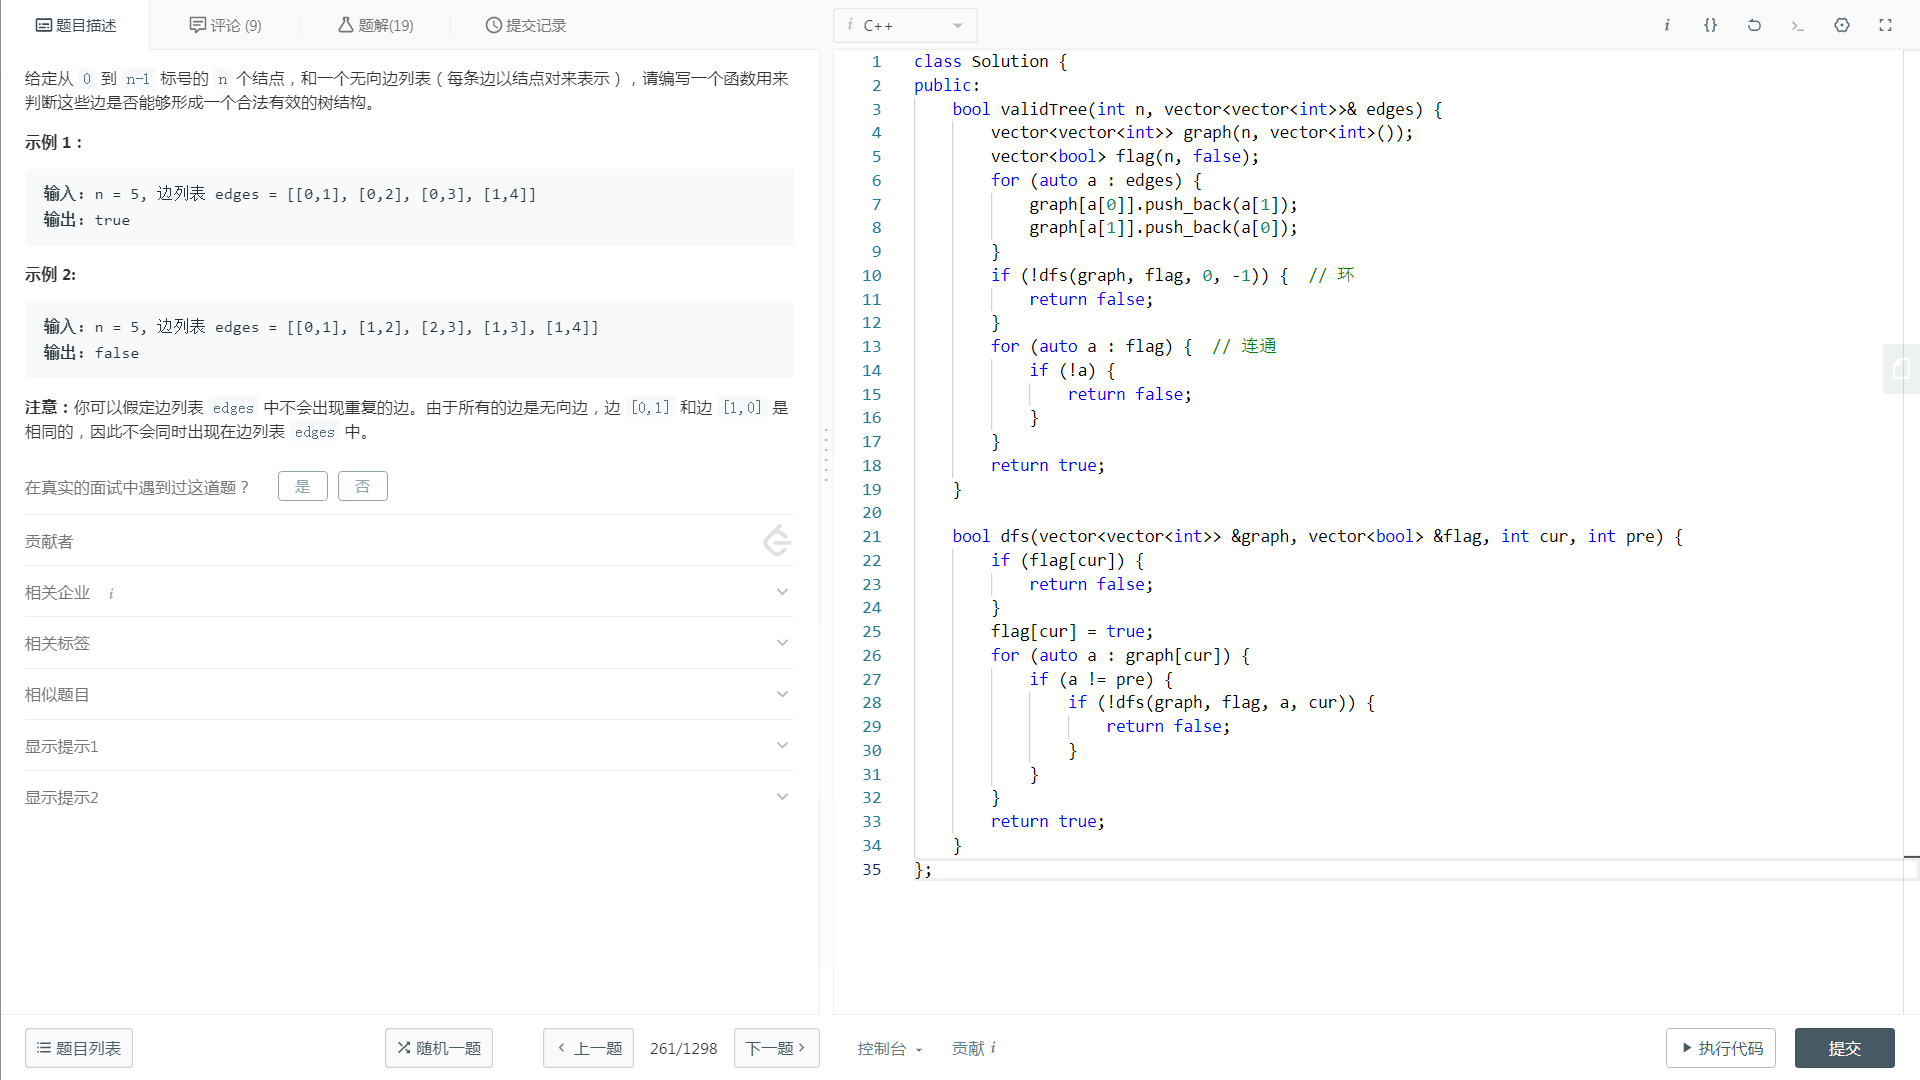 题目描述
评论 (9)
题解(19)
提交记录
给定从 0 到 n-1 标号的 n 个结点，和一个无向边列表（每条边以结点对来表示），请编写一个函数用来
判断这些边是否能够形成一个合法有效的树结构。
示例 1：
输入: n = 5, 边列表 edges = [[0,1], [0,2], [0,3], [1,4]]
输出: true
示例 2:
输入: n = 5, 边列表 edges = [[0,1], [1,2], [2,3], [1,3], [1,4]]
输出: false
注意：你可以假定边列表 edges 中不会出现重复的边。由于所有的边是无向边，边 [0,1] 和边 [1,0] 是
相同的，因此不会同时出现在边列表 edges 中。
在真实的面试中遇到过这道题？ 是 否
贡献者
相关企业 i
相关标签
相似题目
显示提示1
显示提示2
题目列表
随机一题
上一题
261/1298
下一题
i C++
i {}
1 class Solution {
2 public:
3     bool validTree(int n, vector<vector<int>>& edges) {
4         vector<vector<int>> graph(n, vector<int>());
5         vector<bool> flag(n, false);
6         for (auto a : edges) {
7             graph[a[0]].push_back(a[1]);
8             graph[a[1]].push_back(a[0]);
9         }
10         if (!dfs(graph, flag, 0, -1)) {  // 环
11             return false;
12         }
13         for (auto a : flag) {  // 连通
14             if (!a) {
15                 return false;
16             }
17         }
18         return true;
19     }
20
21     bool dfs(vector<vector<int>> &graph, vector<bool> &flag, int cur, int pre) {
22         if (flag[cur]) {
23             return false;
24         }
25         flag[cur] = true;
26         for (auto a : graph[cur]) {
27             if (a != pre) {
28                 if (!dfs(graph, flag, a, cur)) {
29                     return false;
30                 }
31             }
32         }
33         return true;
34     }
35 };
控制台
贡献 i
执行代码
提交